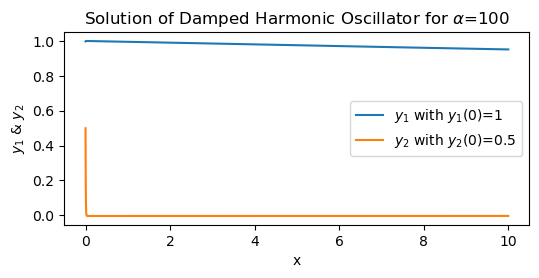 Solution of Damped Harmonic Oscillator for α=100
y₁ & y₂
1.0
0.8
0.6
0.4
0.2
0.0
y₁ with y₁(0)=1
y₂ with y₂(0)=0.5
0 2 4 6 8 10
x